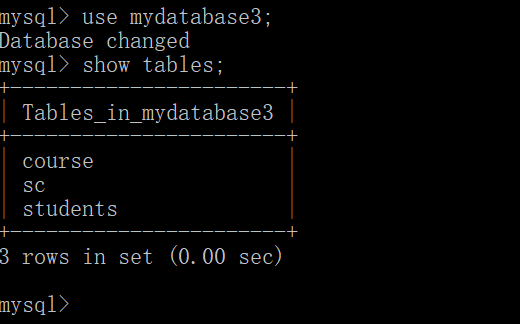 mysql> use mydatabase3;
Database changed
mysql> show tables;
+-----------------------+
| Tables_in_mydatabase3 |
+-----------------------+
| course                |
| sc                    |
| students              |
+-----------------------+
3 rows in set (0.00 sec)

mysql>